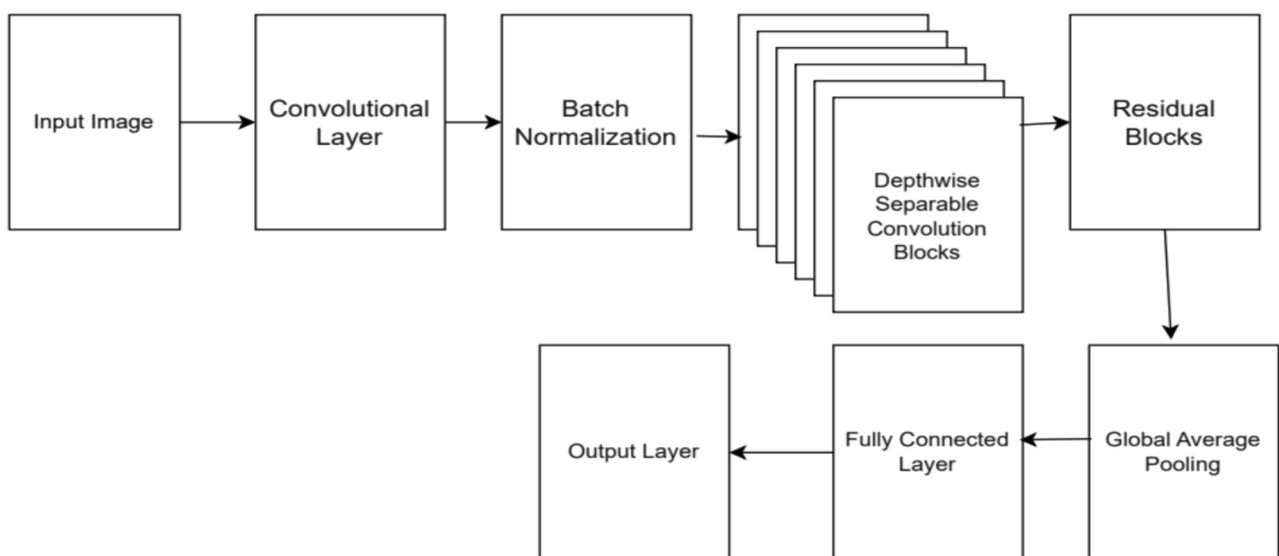 Input Image
Convolutional
Layer
Batch
Normalization
Depthwise
Separable
Convolution
Blocks
Residual
Blocks
Global Average
Pooling
Fully Connected
Layer
Output Layer